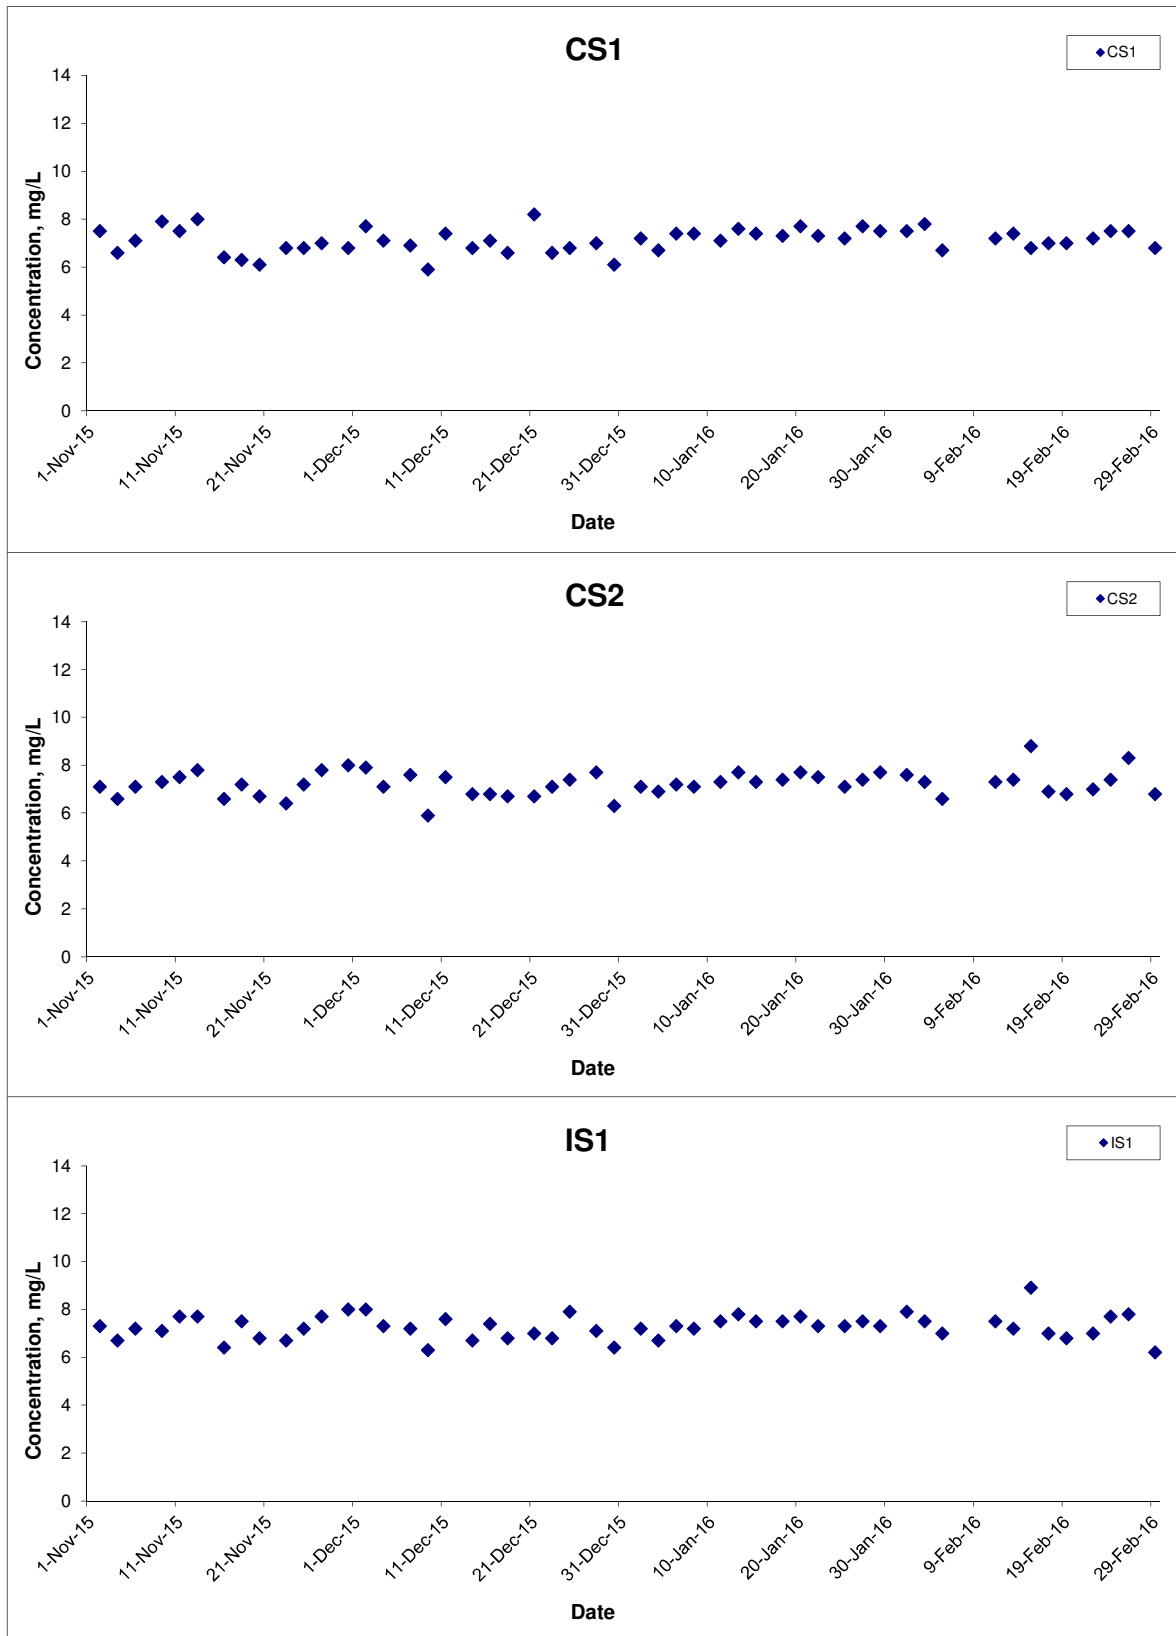 CS1
CS1
14
12
10
8
6
4
2
0
Concentration, mg/L
1-Nov-15
11-Nov-15
21-Nov-15
1-Dec-15
11-Dec-15
21-Dec-15
31-Dec-15
10-Jan-16
20-Jan-16
30-Jan-16
9-Feb-16
19-Feb-16
29-Feb-16
Date
CS2
CS2
14
12
10
8
6
4
2
0
Concentration, mg/L
1-Nov-15
11-Nov-15
21-Nov-15
1-Dec-15
11-Dec-15
21-Dec-15
31-Dec-15
10-Jan-16
20-Jan-16
30-Jan-16
9-Feb-16
19-Feb-16
29-Feb-16
Date
IS1
IS1
14
12
10
8
6
4
2
0
Concentration, mg/L
1-Nov-15
11-Nov-15
21-Nov-15
1-Dec-15
11-Dec-15
21-Dec-15
31-Dec-15
10-Jan-16
20-Jan-16
30-Jan-16
9-Feb-16
19-Feb-16
29-Feb-16
Date